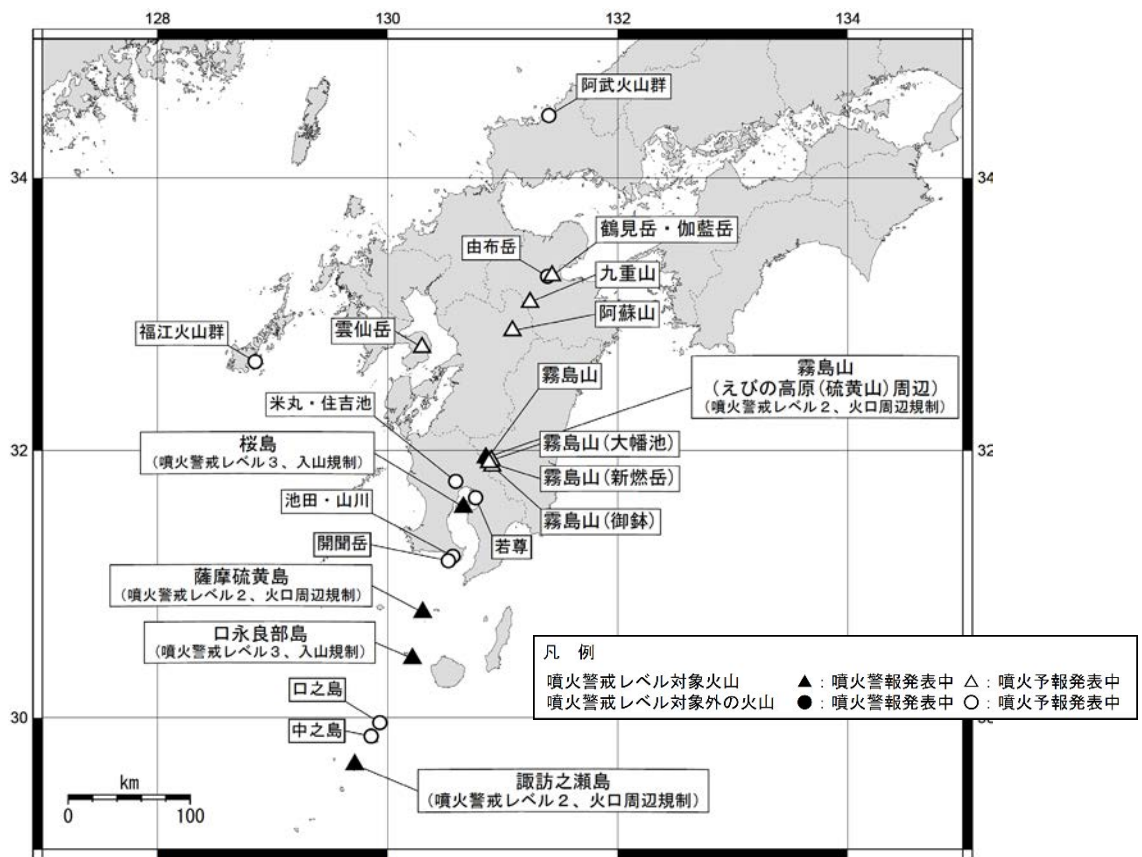 128
130
132
134
阿武火山群
34
34
鶴見岳・伽藍岳
由布岳
九重山
阿蘇山
雲仙岳
福江火山群
霧島山
霧島山
(えびの高原(硫黄山)周辺)
(噴火警戒レベル2、火口周辺規制)
米丸・住吉池
32
32
桜島
(噴火警戒レベル3、入山規制)
霧島山(大幡池)
霧島山(新燃岳)
池田・山川
霧島山(御鉢)
開聞岳
若尊
薩摩硫黄島
(噴火警戒レベル2、火口周辺規制)
口永良部島
(噴火警戒レベル3、入山規制)
凡 例
噴火警戒レベル対象火山 ▲:噴火警報発表中 △:噴火予報発表中
噴火警戒レベル対象外の火山 ●:噴火警報発表中 ○:噴火予報発表中
口之島
30
中之島
諏訪之瀬島
(噴火警戒レベル2、火口周辺規制)
km
0 100